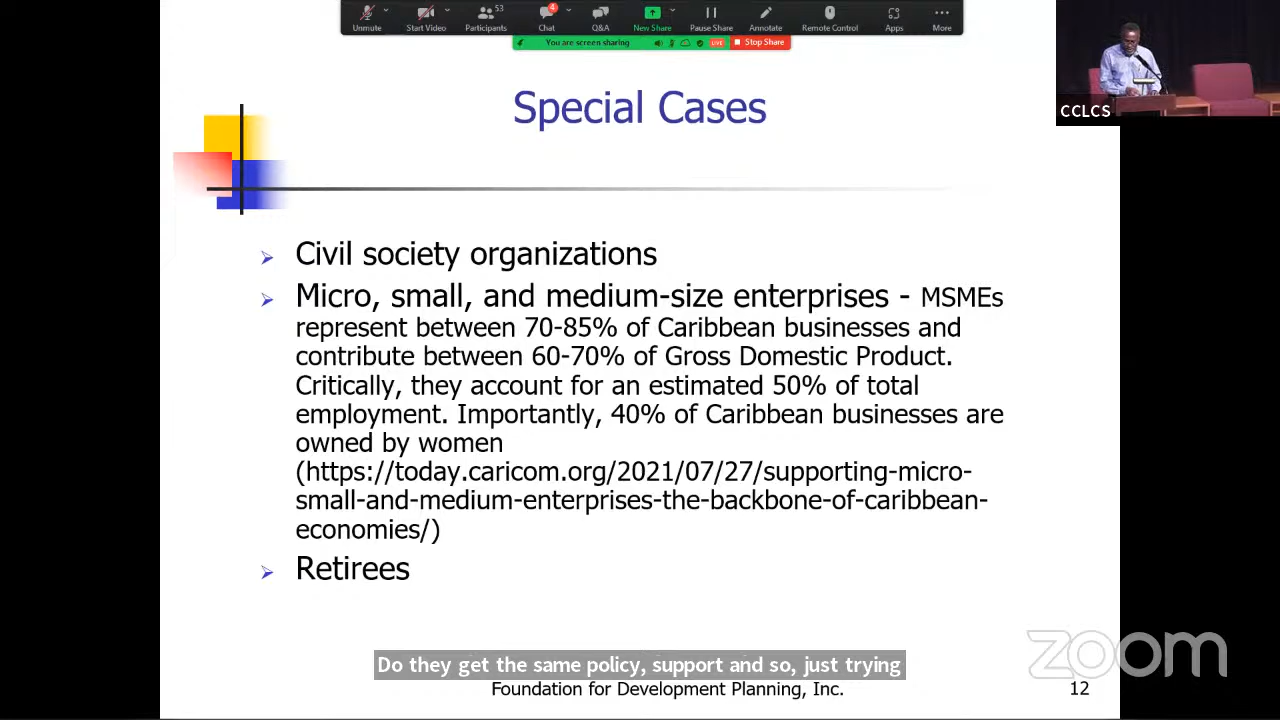 53
4
Unmute
Start Video
Participants
Chat
Q&A
New Share
Pause Share
Annotate
Remote Control
Apps
More
You are screen sharing
LIVE
Stop Share
CCLCS
Special Cases
Civil society organizations
Micro, small, and medium-size enterprises - MSMEs
represent between 70-85% of Caribbean businesses and
contribute between 60-70% of Gross Domestic Product.
Critically, they account for an estimated 50% of total
employment. Importantly, 40% of Caribbean businesses are
owned by women
(https://today.caricom.org/2021/07/27/supporting-micro-
small-and-medium-enterprises-the-backbone-of-caribbean-
economies/)
Retirees
zoom
Do they get the same policy, support and so, just trying
Foundation for Development Planning, Inc.
12